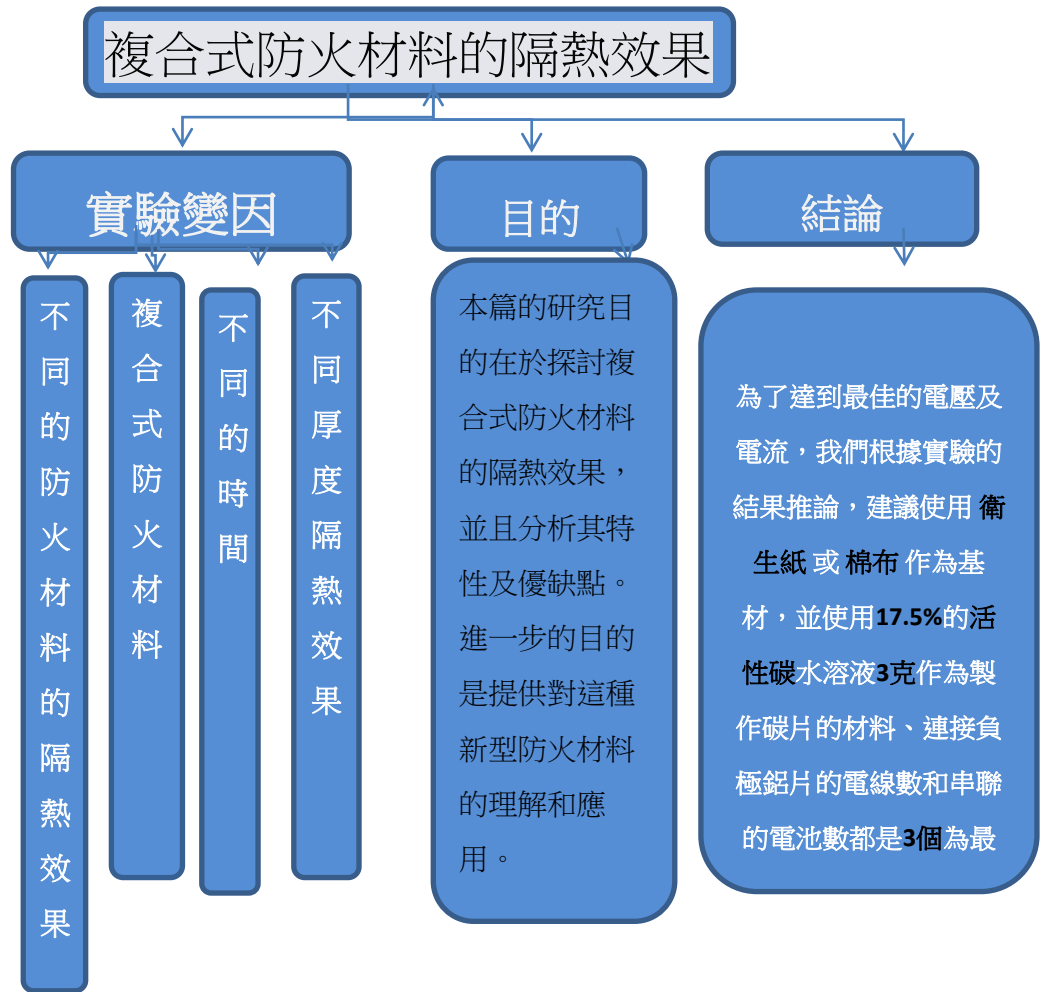 複合式防火材料的隔熱效果
實驗變因
目的
結論
不同的防火材料的隔熱效果
複合式防火材料
不同的時間
不同厚度隔熱效果
本篇的研究目
的在於探討複
合式防火材料
的隔熱效果，
並且分析其特
性及優缺點。
進一步的目的
是提供對這種
新型防火材料
的理解和應
用。
為了達到最佳的電壓及
電流，我們根據實驗的
結果推論，建議使用 衛
生紙 或 棉布 作為基
材，並使用17.5%的活
性碳水溶液3克作為製
作碳片的材料、連接負
極鋁片的電線數和串聯
的電池數都是3個為最